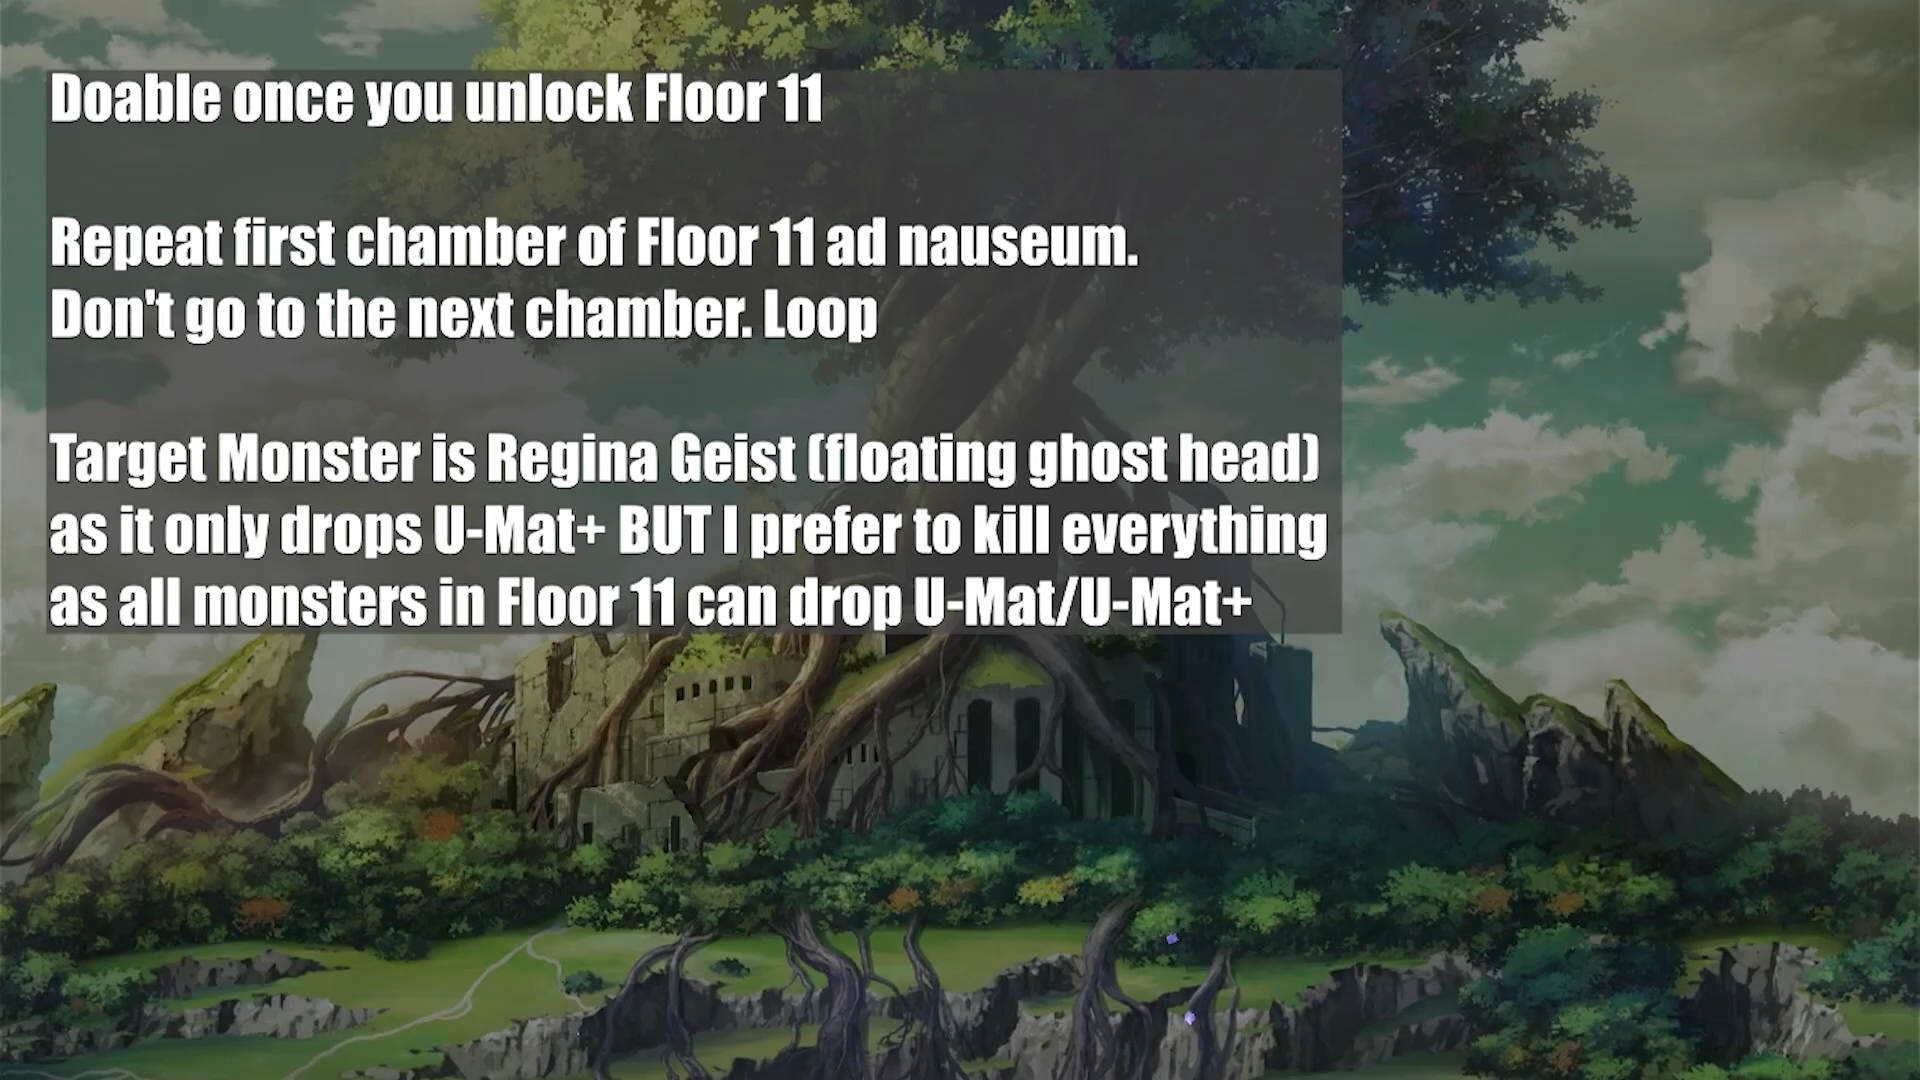 Doable once you unlock Floor 11
Repeat first chamber of Floor 11 ad nauseum.
Don't go to the next chamber. Loop
Target Monster is Regina Geist (floating ghost head)
as it only drops U-Mat+ BUT I prefer to kill everything
as all monsters in Floor 11 can drop U-Mat/U-Mat+